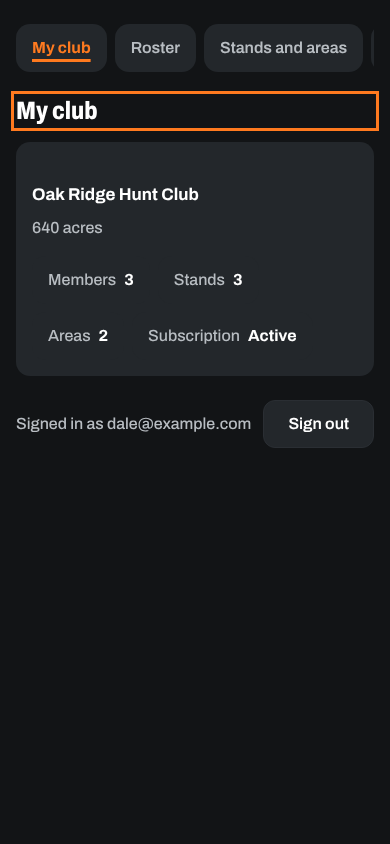 My club Roster Stands and areas
My club
Oak Ridge Hunt Club
640 acres
Members 3 Stands 3
Areas 2 Subscription Active
Signed in as dale@example.com Sign out